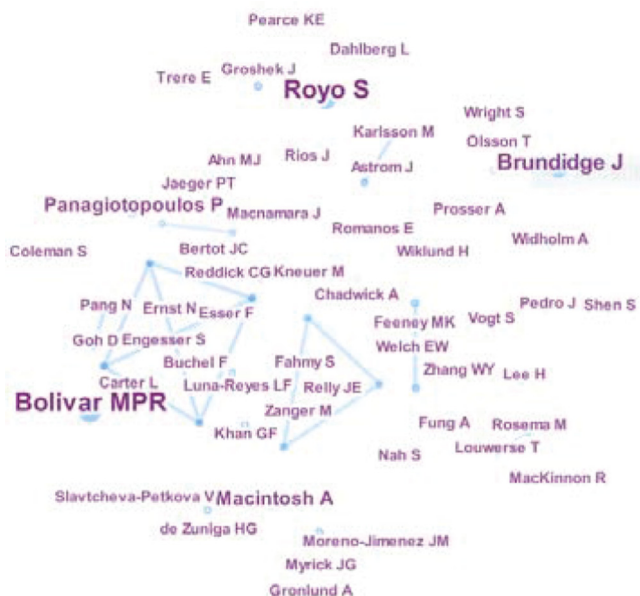 Pearce KE
Dahlberg L
Groshek J
Trere E
Royo S
Wright S
Karlsson M
Olsson T
Ahn MJ
Rios J
Astrom J
Brundidge J
Jaeger PT
Panagiotopoulos P
Macnamara J
Prosser A
Romanos E
Widholm A
Coleman S
Bertot JC
Wiklund H
Reddick CG
Kneuer M
Chadwick A
Pang N
Ernst N
Esser F
Feeney MK
Vogt S
Pedro J
Shen S
Goh D
Engesser S
Welch EW
Buchel F
Fahmy S
Zhang WY
Lee H
Carter L
Luna-Reyes LF
Relly JE
Bolivar MPR
Zanger M
Khan GF
Fung A
Rosema M
Nah S
Louwerse T
MacKinnon R
Slavtcheva-Petkova V
Macintosh A
de Zuniga HG
Moreno-Jimenez JM
Myrick JG
Gronlund A